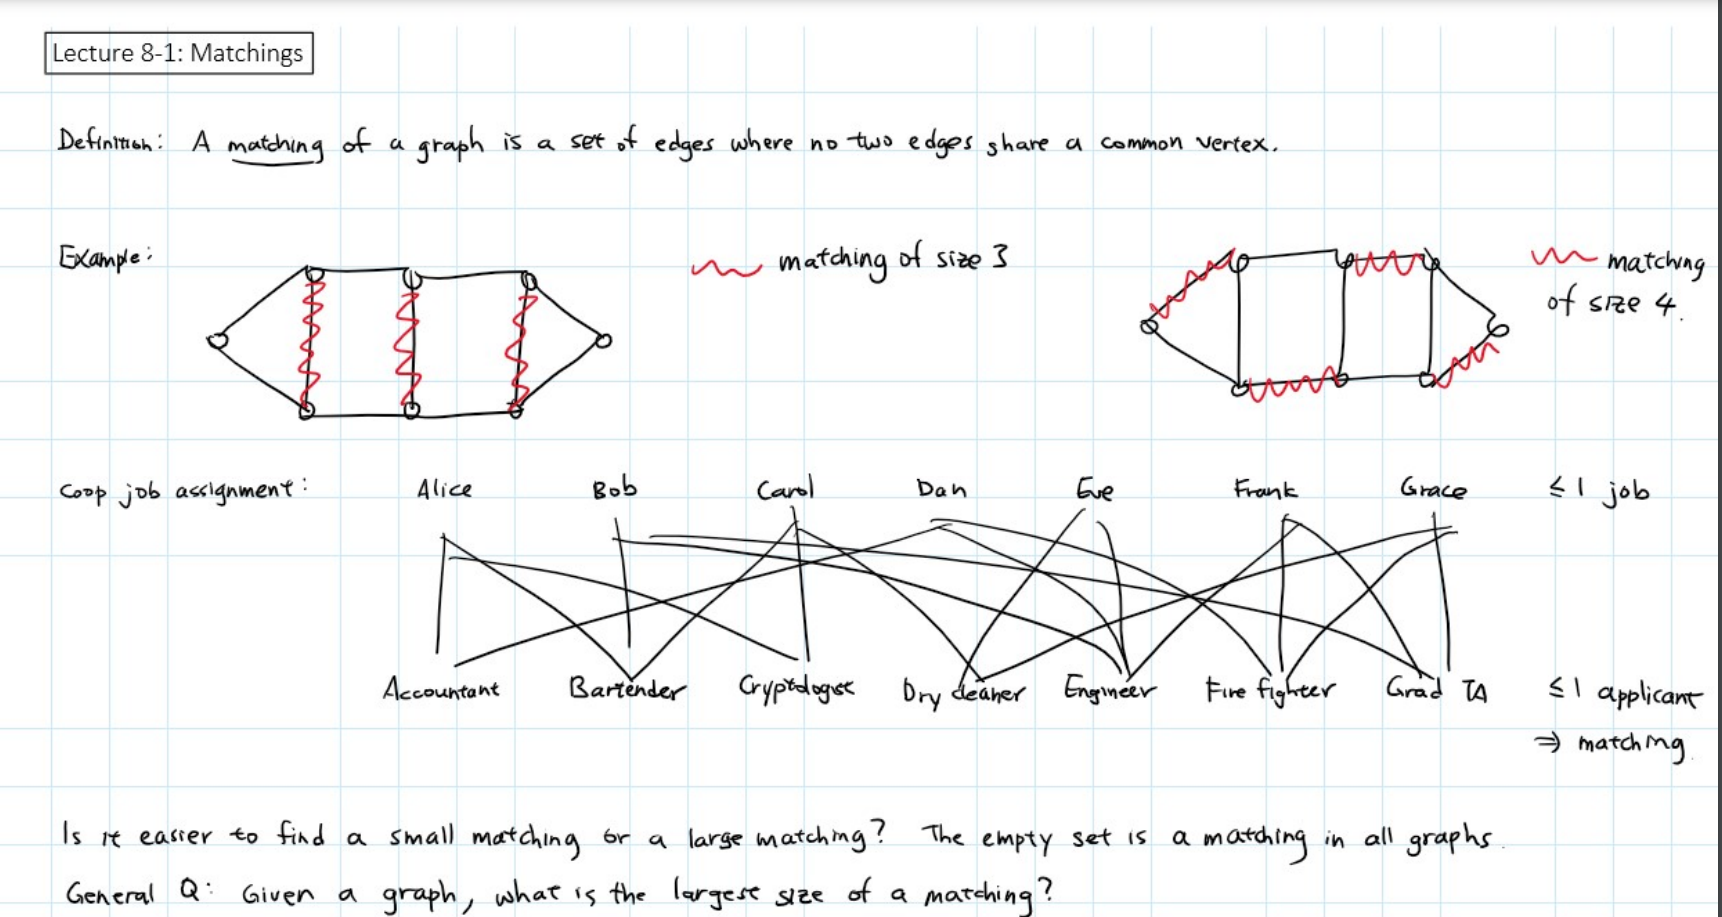 Lecture 8-1: Matchings
Definition: A matching of a graph is a set of edges where no two edges share a common vertex.
Example:
matching of size 3
matching
of size 4.
Coop job assignment: Alice Bob Carol Dan Eve Frank Grace ≤ 1 job
Accountant Bartender Cryptologist Dry cleaner Engineer Fire fighter Grad TA ≤ 1 applicant
⇒ matching.
Is it easier to find a small matching or a large matching? The empty set is a matching in all graphs.
General Q: Given a graph, what is the largest size of a matching?